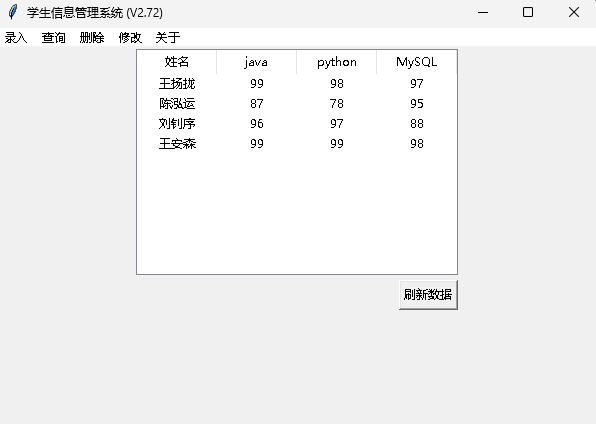 学生信息管理系统 (V2.72)
录入 查询 删除 修改 关于
姓名 java python MySQL
王扬拢 99 98 97
陈泓运 87 78 95
刘钊序 96 97 88
王安森 99 99 98
刷新数据